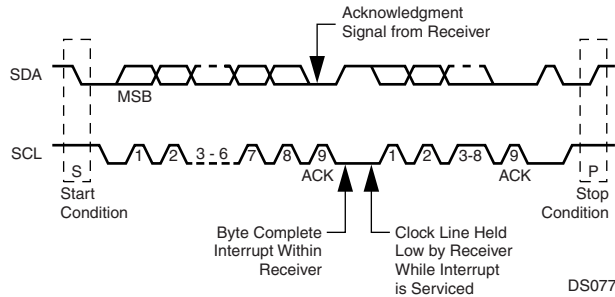 Acknowledgment
Signal from Receiver
SDA
MSB
SCL
S
1 2 3 - 6 7 8 9 1 2 3-8 9
P
ACK
ACK
Start
Condition
Stop
Condition
Byte Complete
Interrupt Within
Receiver
Clock Line Held
Low by Receiver
While Interrupt
is Serviced
DS077